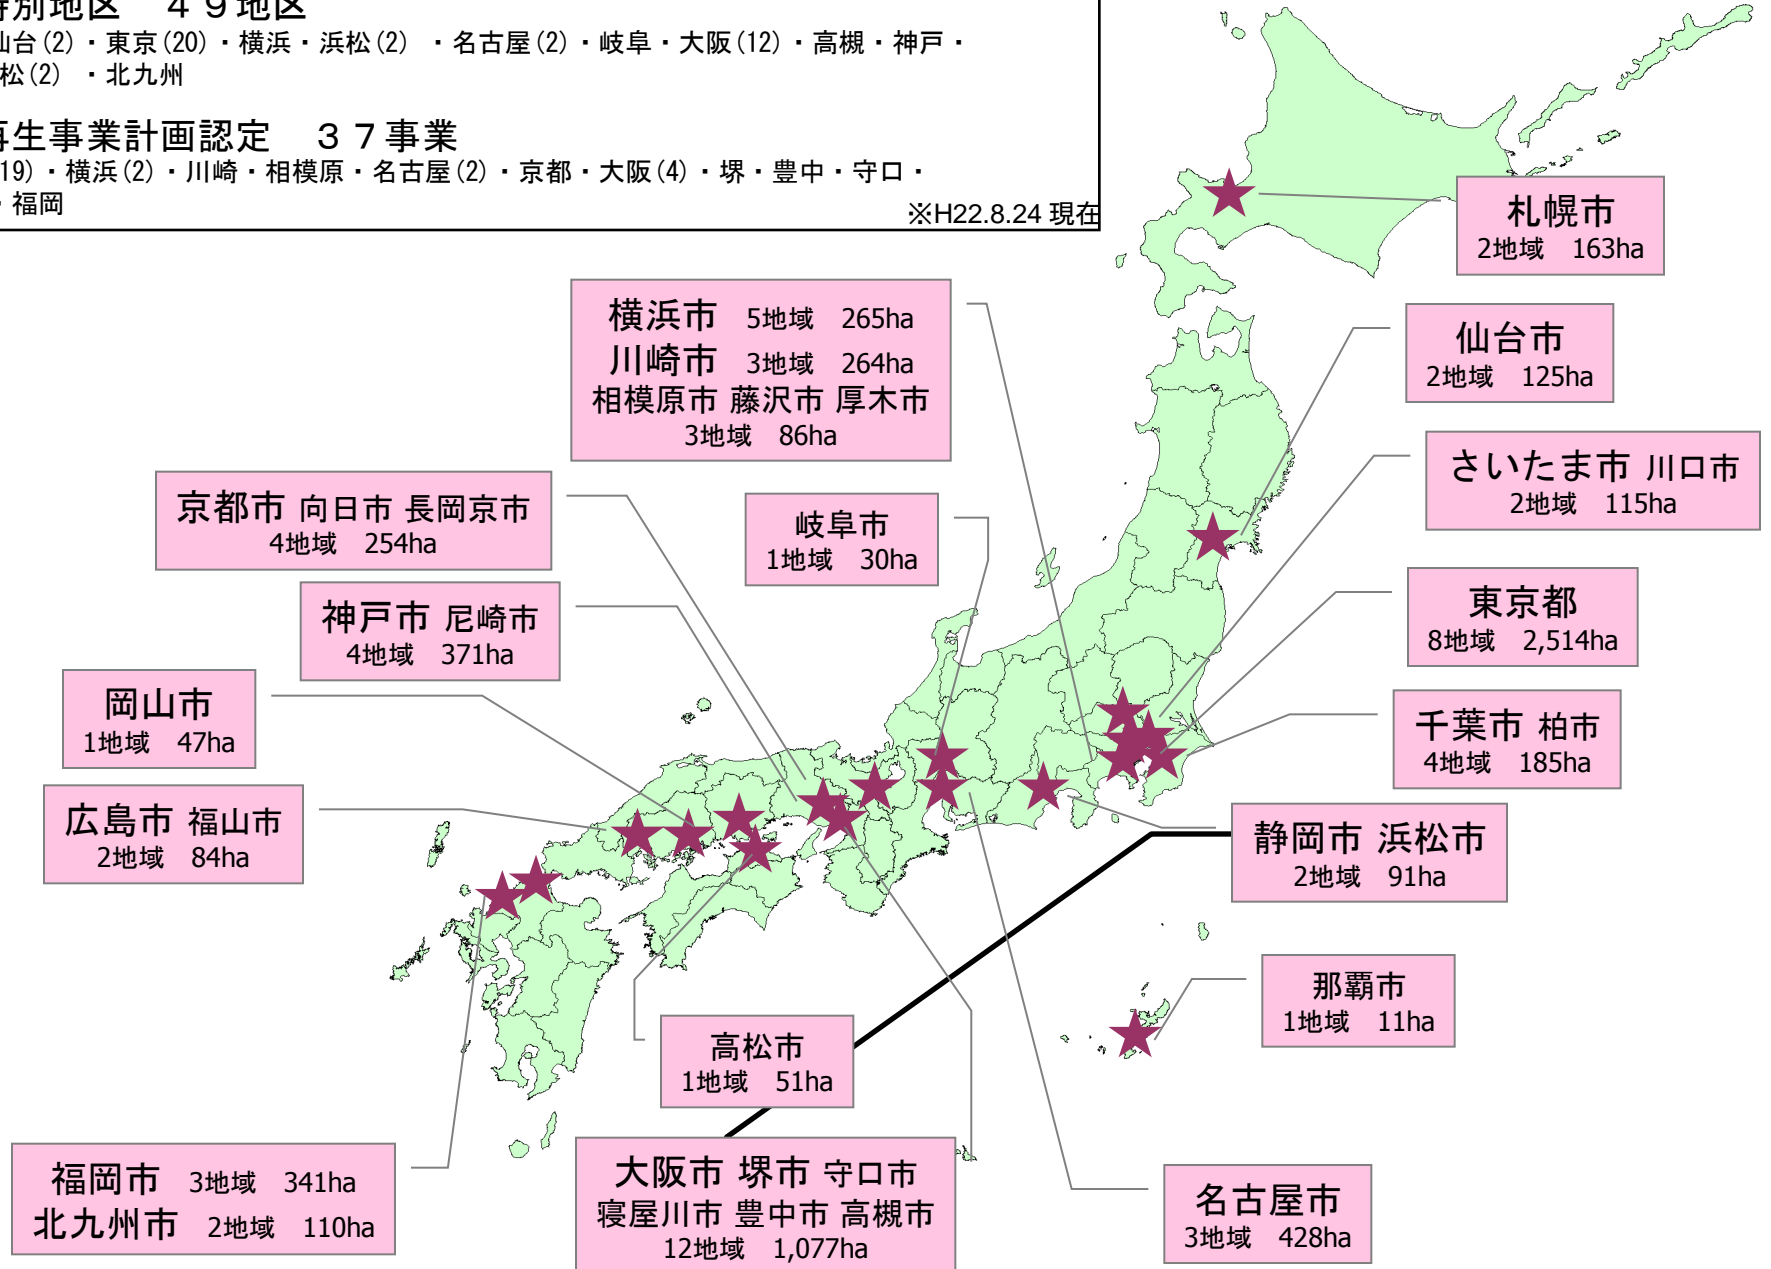 特別地区　４９地区
仙台(2)・東京(20)・横浜・浜松(2)　・名古屋(2)・岐阜・大阪(12)・高槻・神戸・
松(2)　・北九州
再生事業計画認定　３７事業
19)・横浜(2)・川崎・相模原・名古屋(2)・京都・大阪(4)・堺・豊中・守口・
・福岡
※H22.8.24 現在
札幌市
2地域　163ha
横浜市　5地域　265ha
川崎市　3地域　264ha
相模原市 藤沢市 厚木市
3地域　86ha
仙台市
2地域　125ha
さいたま市 川口市
2地域　115ha
京都市 向日市 長岡京市
4地域　254ha
岐阜市
1地域　30ha
東京都
8地域　2,514ha
神戸市 尼崎市
4地域　371ha
岡山市
1地域　47ha
千葉市 柏市
4地域　185ha
広島市 福山市
2地域　84ha
静岡市 浜松市
2地域　91ha
那覇市
1地域　11ha
高松市
1地域　51ha
福岡市　3地域　341ha
北九州市　2地域　110ha
大阪市 堺市 守口市
寝屋川市 豊中市 高槻市
12地域　1,077ha
名古屋市
3地域　428ha